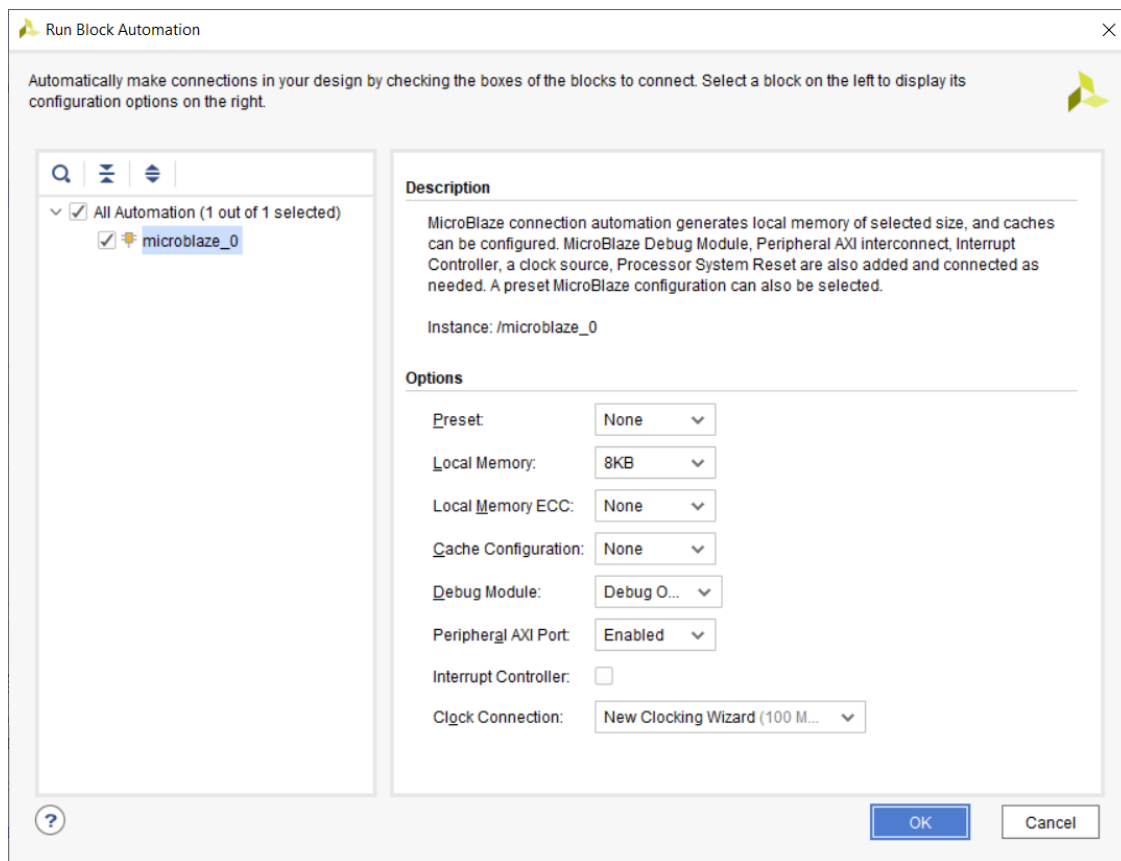 Run Block Automation
Automatically make connections in your design by checking the boxes of the blocks to connect. Select a block on the left to display its
configuration options on the right.
All Automation (1 out of 1 selected)
microblaze_0
Description
MicroBlaze connection automation generates local memory of selected size, and caches
can be configured. MicroBlaze Debug Module, Peripheral AXI interconnect, Interrupt
Controller, a clock source, Processor System Reset are also added and connected as
needed. A preset MicroBlaze configuration can also be selected.
Instance: /microblaze_0
Options
Preset: None
Local Memory: 8KB
Local Memory ECC: None
Cache Configuration: None
Debug Module: Debug O...
Peripheral AXI Port: Enabled
Interrupt Controller:
Clock Connection: New Clocking Wizard (100 M...
?
OK
Cancel